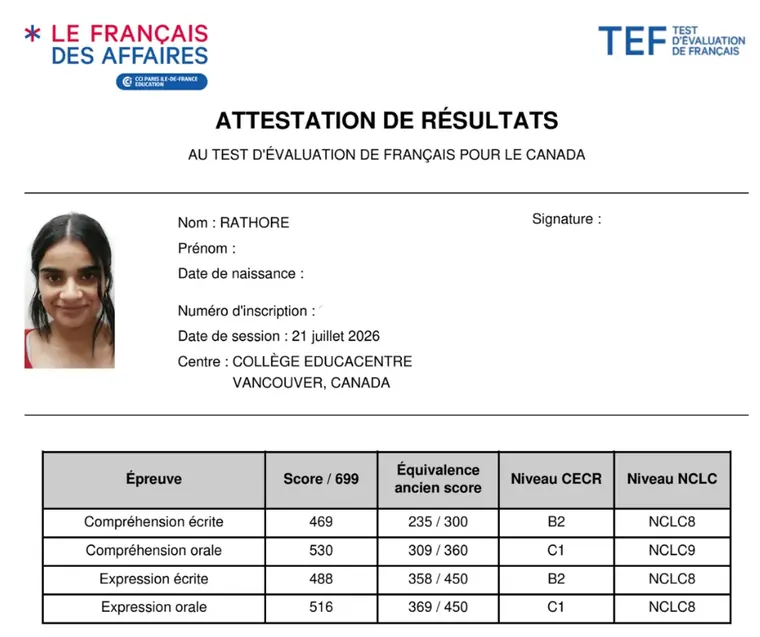 LE FRANÇAIS
DES AFFAIRES
CCI PARIS ILE-DE-FRANCE
EDUCATION
TEF TEST
D'ÉVALUATION
DE FRANÇAIS
ATTESTATION DE RÉSULTATS
AU TEST D'ÉVALUATION DE FRANÇAIS POUR LE CANADA
Nom : RATHORE
Signature :
Prénom :
Date de naissance :
Numéro d'inscription :
Date de session : 21 juillet 2026
Centre : COLLÈGE EDUCACENTRE
VANCOUVER, CANADA
Épreuve Score / 699 Équivalence ancien score Niveau CECR Niveau NCLC
Compréhension écrite 469 235 / 300 B2 NCLC8
Compréhension orale 530 309 / 360 C1 NCLC9
Expression écrite 488 358 / 450 B2 NCLC8
Expression orale 516 369 / 450 C1 NCLC8